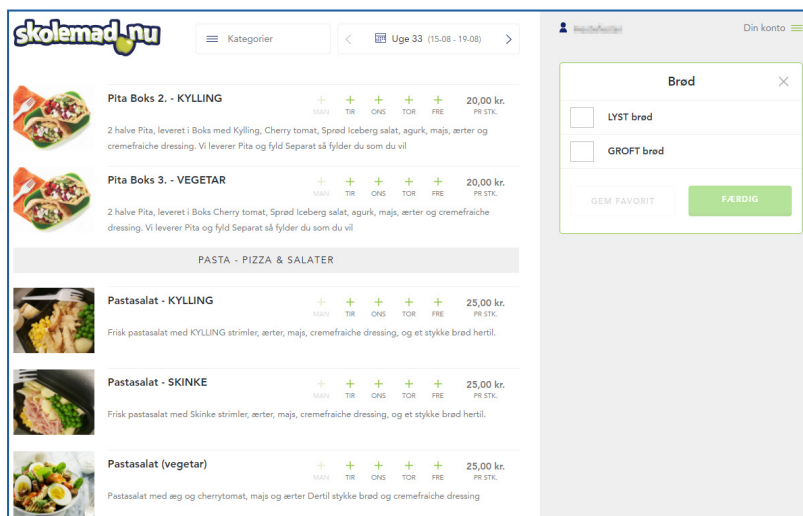 skolemad.nu
Kategorier
Uge 33 (15-08 - 19-08)
Pita Boks 2. - KYLLING
MAN TIR ONS TOR FRE
20,00 kr.
PR STK.
2 halve Pita, leveret i Boks med Kylling, Cherry tomat, Sprød Iceberg salat, agurk, majs, ærter og
cremefraiche dressing. Vi leverer Pita og fyld Separat så fylder du som du vil
Pita Boks 3. - VEGETAR
MAN TIR ONS TOR FRE
20,00 kr.
PR STK.
2 halve Pita, leveret i Boks Cherry tomat, Sprød Iceberg salat, agurk, majs, ærter og cremefraiche
dressing. Vi leverer Pita og fyld Separat så fylder du som du vil
PASTA - PIZZA & SALATER
Pastasalat - KYLLING
MAN TIR ONS TOR FRE
25,00 kr.
PR STK.
Frisk pastasalat med KYLLING strimler, ærter, majs, cremefraiche dressing, og et stykke brød hertil.
Pastasalat - SKINKE
MAN TIR ONS TOR FRE
25,00 kr.
PR STK.
Frisk pastasalat med Skinke strimler, ærter, majs, cremefraiche dressing, og et stykke brød hertil.
Pastasalat (vegetar)
MAN TIR ONS TOR FRE
25,00 kr.
PR STK.
Pastasalat med æg og cherrytomat, majs og ærter Dertil stykke brød og cremefraiche dressing
Din konto
Brød
LYST brød
GROFT brød
GEM FAVORIT
FÆRDIG